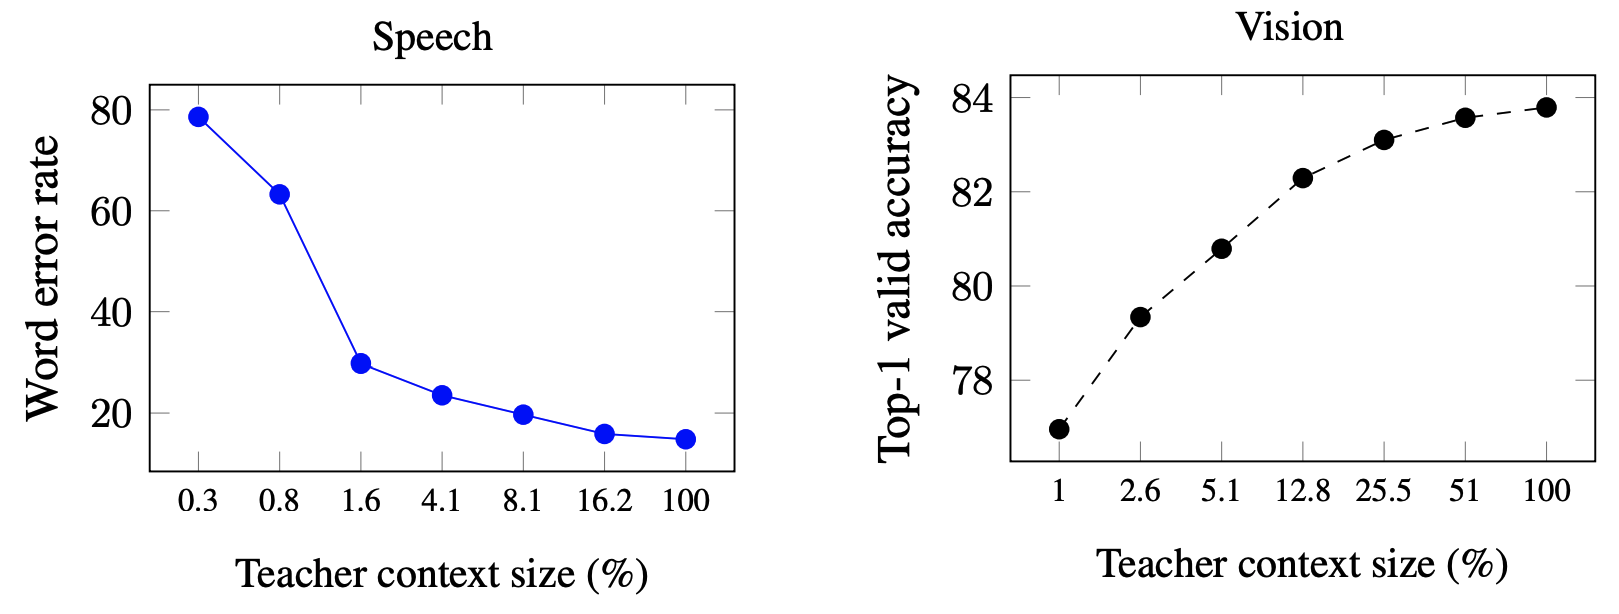 Speech
Word error rate
80
60
40
20
0.3 0.8 1.6 4.1 8.1 16.2 100
Teacher context size (%)
Vision
Top-1 valid accuracy
84
82
80
78
1 2.6 5.1 12.8 25.5 51 100
Teacher context size (%)